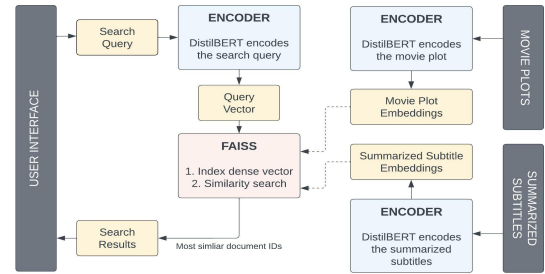 USER INTERFACE
Search
Query
ENCODER
DistilBERT encodes
the search query
Query
Vector
FAISS
1. Index dense vector
2. Similarity search
Search
Results
Most simliar document IDs
ENCODER
DistilBERT encodes
the movie plot
Movie Plot
Embeddings
Summarized Subtitle
Embeddings
ENCODER
DistilBERT encodes
the summarized
subtitles
MOVIE PLOTS
SUMMARIZED
SUBTITLES